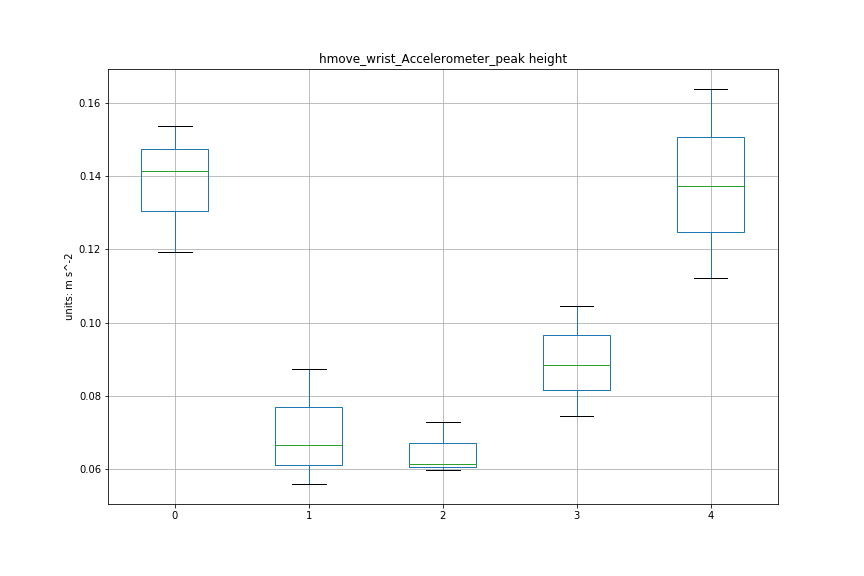 hmove_wrist_Accelerometer_peak height
units: m s^-2
0.16
0.14
0.12
0.10
0.08
0.06
0 1 2 3 4